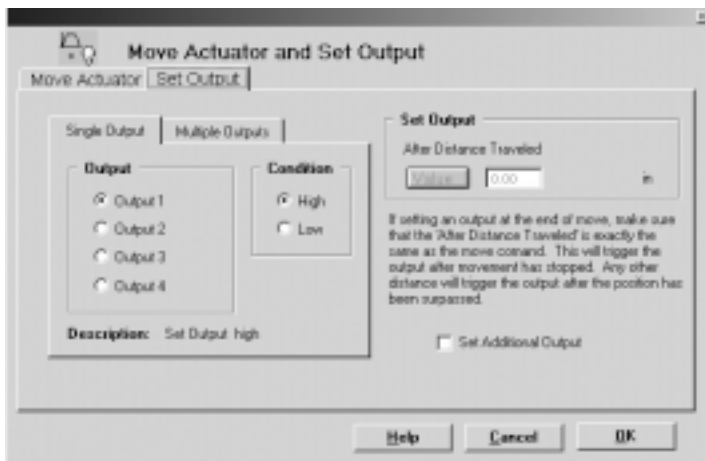 Move Actuator and Set Output
Move Actuator
Set Output
Single Output
Multiple Outputs
Output
Output 1
Output 2
Output 3
Output 4
Condition
High
Low
Description: Set Output high
Set Output
After Distance Traveled
Value
0.00
in
If setting an output at the end of move, make sure
that the 'After Distance Traveled' is exactly the
same as the move comand. This will trigger the
output after movement has stopped. Any other
distance will trigger the output after the position has
been surpassed.
Set Additional Output
Help
Cancel
OK